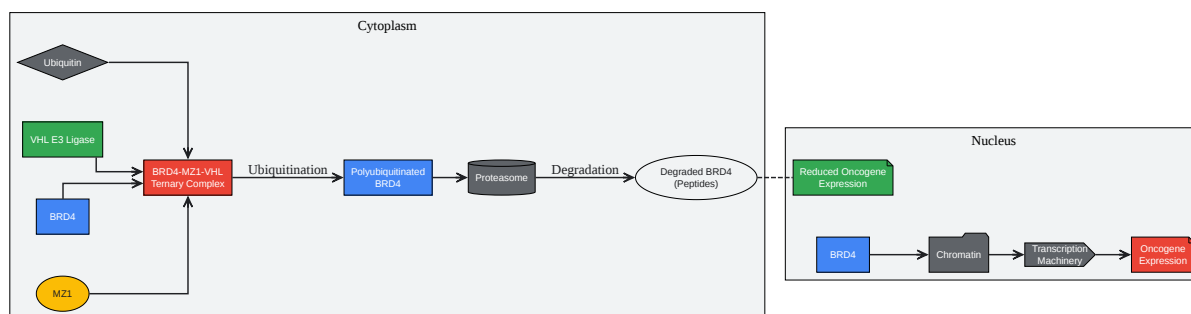 Cytoplasm
Ubiquitin
VHL E3 Ligase
BRD4-MZ1-VHL
Ternary Complex
BRD4
MZ1
Ubiquitination
Polyubiquitinated
BRD4
Proteasome
Degradation
Degraded BRD4
(Peptides)
Nucleus
Reduced Oncogene
Expression
BRD4
Chromatin
Transcription
Machinery
Oncogene
Expression